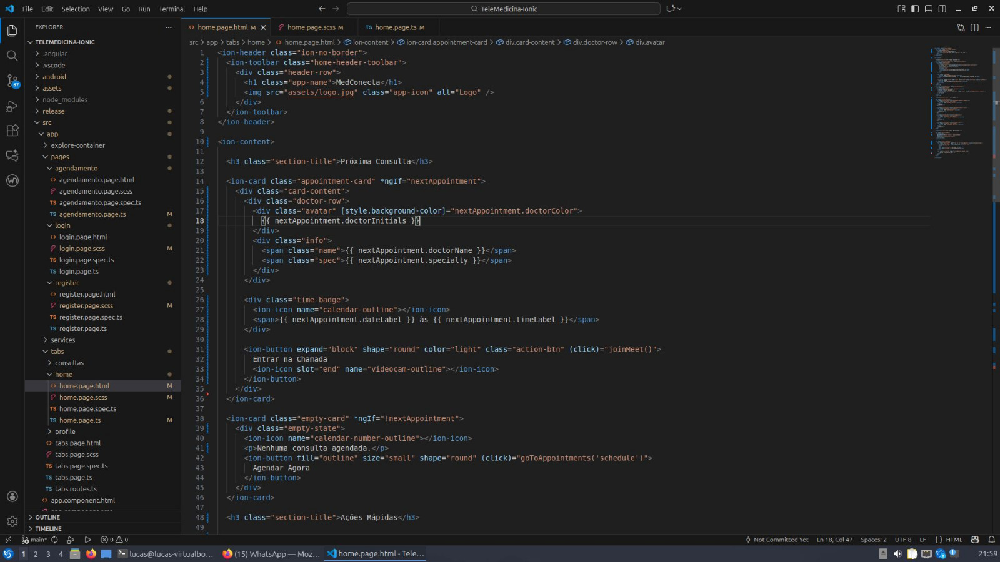 File Edit Selection View Go Run Terminal Help
TeleMedicina-Ionic
EXPLORER
TELEMEDICINA-IONIC
.angular
.vscode
android
assets
node_modules
release
src
app
explore-container
pages
agendamento
agendamento.page.html
agendamento.page.scss
agendamento.page.spec.ts
agendamento.page.ts M
login
login.page.html
login.page.scss M
login.page.spec.ts
login.page.ts
register
register.page.html
register.page.scss M
register.page.spec.ts
register.page.ts
services
tabs
consultas
home
home.page.html M
home.page.scss M
home.page.spec.ts
home.page.ts M
profile
tabs.page.html
tabs.page.scss
tabs.page.spec.ts
tabs.page.ts
tabs.routes.ts
app.component.html
OUTLINE
TIMELINE
67
home.page.html M home.page.scss M TS home.page.ts M
src > app > tabs > home > home.page.html > ion-content > ion-card.appointment-card > div.card-content > div.doctor-row > div.avatar
1 <ion-header class="ion-no-border">
2 <ion-toolbar class="home-header-toolbar">
3 <div class="header-row">
4 <h1 class="app-name">MedConecta</h1>
5 <img src="assets/logo.jpg" class="app-icon" alt="Logo" />
6 </div>
7 </ion-toolbar>
8 </ion-header>
9
10 <ion-content>
11
12 <h3 class="section-title">Próxima Consulta</h3>
13
14 <ion-card class="appointment-card" *ngIf="nextAppointment">
15 <div class="card-content">
16 <div class="doctor-row">
17 <div class="avatar" [style.background-color]="nextAppointment.doctorColor">
18 {{ nextAppointment.doctorInitials }}
19 </div>
20 <div class="info">
21 <span class="name">{{ nextAppointment.doctorName }}</span>
22 <span class="spec">{{ nextAppointment.specialty }}</span>
23 </div>
24 </div>
25
26 <div class="time-badge">
27 <ion-icon name="calendar-outline"></ion-icon>
28 <span>{{ nextAppointment.dateLabel }} às {{ nextAppointment.timeLabel }}</span>
29 </div>
30
31 <ion-button expand="block" shape="round" color="light" class="action-btn" (click)="joinMeet()">
32 Entrar na Chamada
33 <ion-icon slot="end" name="videocam-outline"></ion-icon>
34 </ion-button>
35 </div>
36 </ion-card>
37
38 <ion-card class="empty-card" *ngIf="!nextAppointment">
39 <div class="empty-state">
40 <ion-icon name="calendar-number-outline"></ion-icon>
41 <p>Nenhuma consulta agendada.</p>
42 <ion-button fill="outline" size="small" shape="round" (click)="goToAppointments('schedule')">
43 Agendar Agora
44 </ion-button>
45 </div>
46 </ion-card>
47
48 <h3 class="section-title">Ações Rápidas</h3>
49
main* 0 0 Not Committed Yet Ln 18, Col 47 Spaces: 2 UTF-8 LF { } HTML
1 2 3 4 lucas@lucas-virtualbo... (15) WhatsApp — Moz... home.page.html - Tele... 21:59